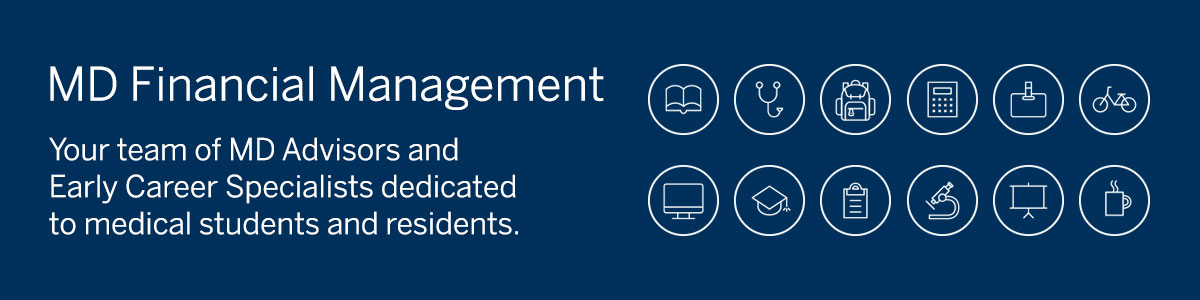 MD Financial Management
Your team of MD Advisors and
Early Career Specialists dedicated
to medical students and residents.